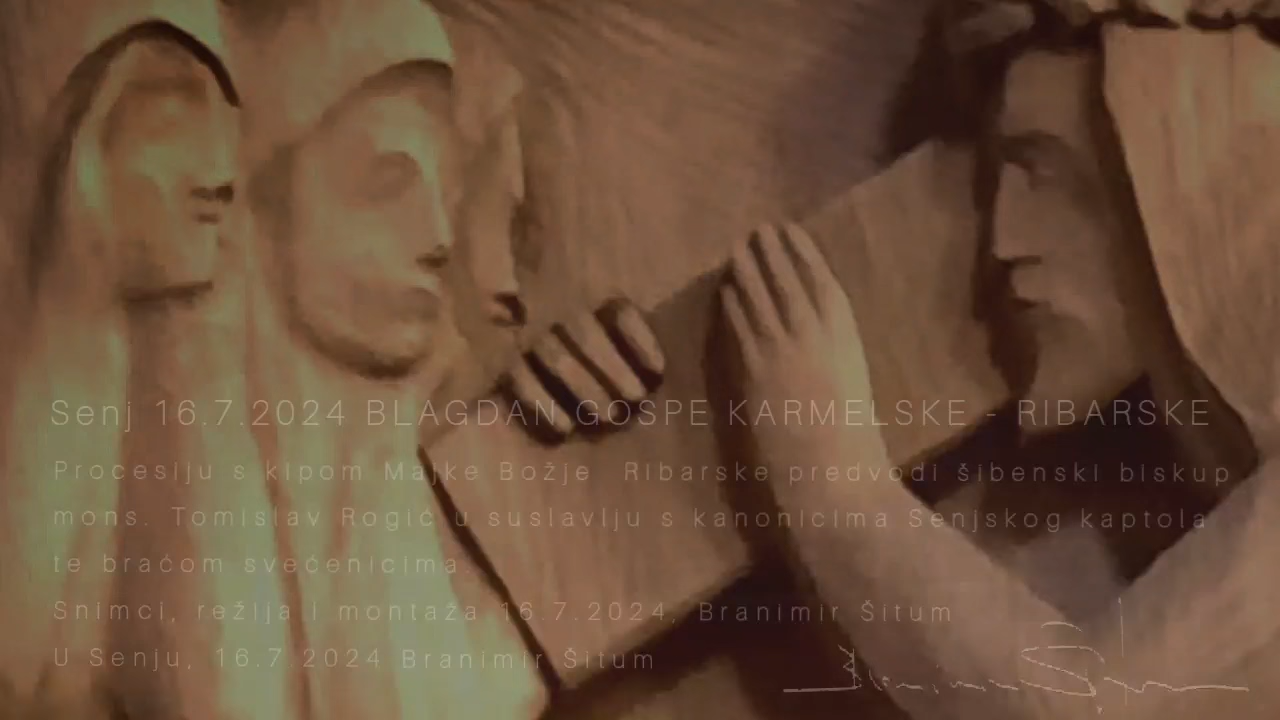 Senj 16.7.2024 BLAGDAN GOSPE KARMELSKE - RIBARSKE
Procesiju s kipom Majke Božje Ribarske predvodi šibenski biskup
mons. Tomislav Rogić u suslavlju s kanonicima Senjskog kaptola
te braćom svećenicima.
Snimci, režija i montaža 16.7.2024, Branimir Šitum
U Senju, 16.7.2024 Branimir Šitum
Branimir Šitum